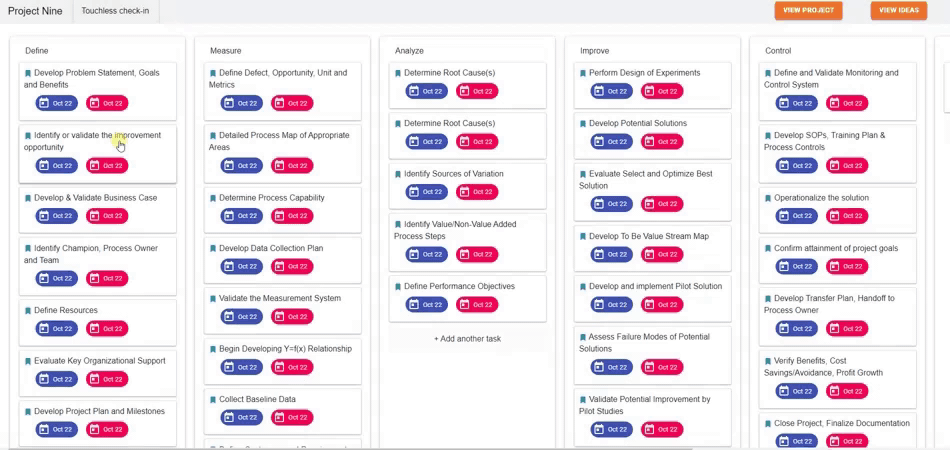 Project Nine
Touchless check-in
VIEW PROJECT
VIEW IDEAS
Define
Develop Problem Statement, Goals
and Benefits
Oct 22
Oct 22
Identify or validate the improvement
opportunity
Oct 22
Oct 22
Develop & Validate Business Case
Oct 22
Oct 22
Identify Champion, Process Owner
and Team
Oct 22
Oct 22
Define Resources
Oct 22
Oct 22
Evaluate Key Organizational Support
Oct 22
Oct 22
Develop Project Plan and Milestones
Oct 22
Oct 22
Measure
Define Defect, Opportunity, Unit and
Metrics
Oct 22
Oct 22
Detailed Process Map of Appropriate
Areas
Oct 22
Oct 22
Determine Process Capability
Oct 22
Oct 22
Develop Data Collection Plan
Oct 22
Oct 22
Validate the Measurement System
Oct 22
Oct 22
Begin Developing Y=f(x) Relationship
Oct 22
Oct 22
Collect Baseline Data
Oct 22
Oct 22
Analyze
Determine Root Cause(s)
Oct 22
Oct 22
Determine Root Cause(s)
Oct 22
Oct 22
Identify Sources of Variation
Oct 22
Oct 22
Identify Value/Non-Value Added
Process Steps
Oct 22
Oct 22
Define Performance Objectives
Oct 22
Oct 22
+ Add another task
Improve
Perform Design of Experiments
Oct 22
Oct 22
Develop Potential Solutions
Oct 22
Oct 22
Evaluate Select and Optimize Best
Solution
Oct 22
Oct 22
Develop To Be Value Stream Map
Oct 22
Oct 22
Develop and implement Pilot Solution
Oct 22
Oct 22
Assess Failure Modes of Potential
Solutions
Oct 22
Oct 22
Validate Potential Improvement by
Pilot Studies
Oct 22
Oct 22
Control
Define and Validate Monitoring and
Control System
Oct 22
Oct 22
Develop SOPs, Training Plan &
Process Controls
Oct 22
Oct 22
Operationalize the solution
Oct 22
Oct 22
Confirm attainment of project goals
Oct 22
Oct 22
Develop Transfer Plan, Handoff to
Process Owner
Oct 22
Oct 22
Verify Benefits, Cost
Savings/Avoidance, Profit Growth
Oct 22
Oct 22
Close Project, Finalize Documentation
Oct 22
Oct 22